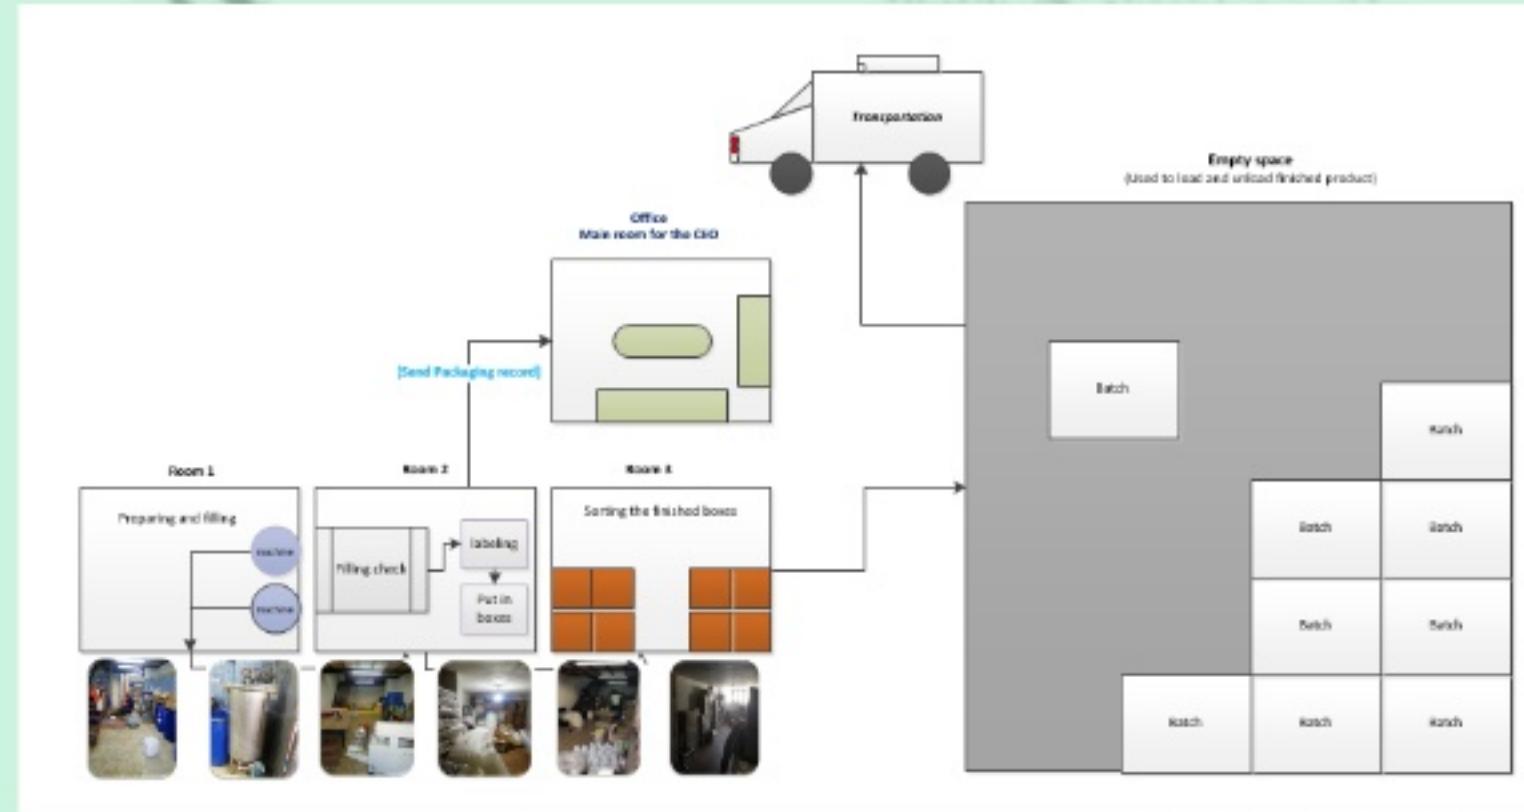 Transportation
Empty space
(Used to load and unload finished product)
Office
Main room for the CEO
[Send Packaging record]
Batch
Batch
Room 1
Room 2
Room 3
Preparing and filling
Sorting the finished boxes
machine
labeling
Filling check
machine
Put in
boxes
Batch
Batch
Batch
Batch
Batch
Batch
Batch